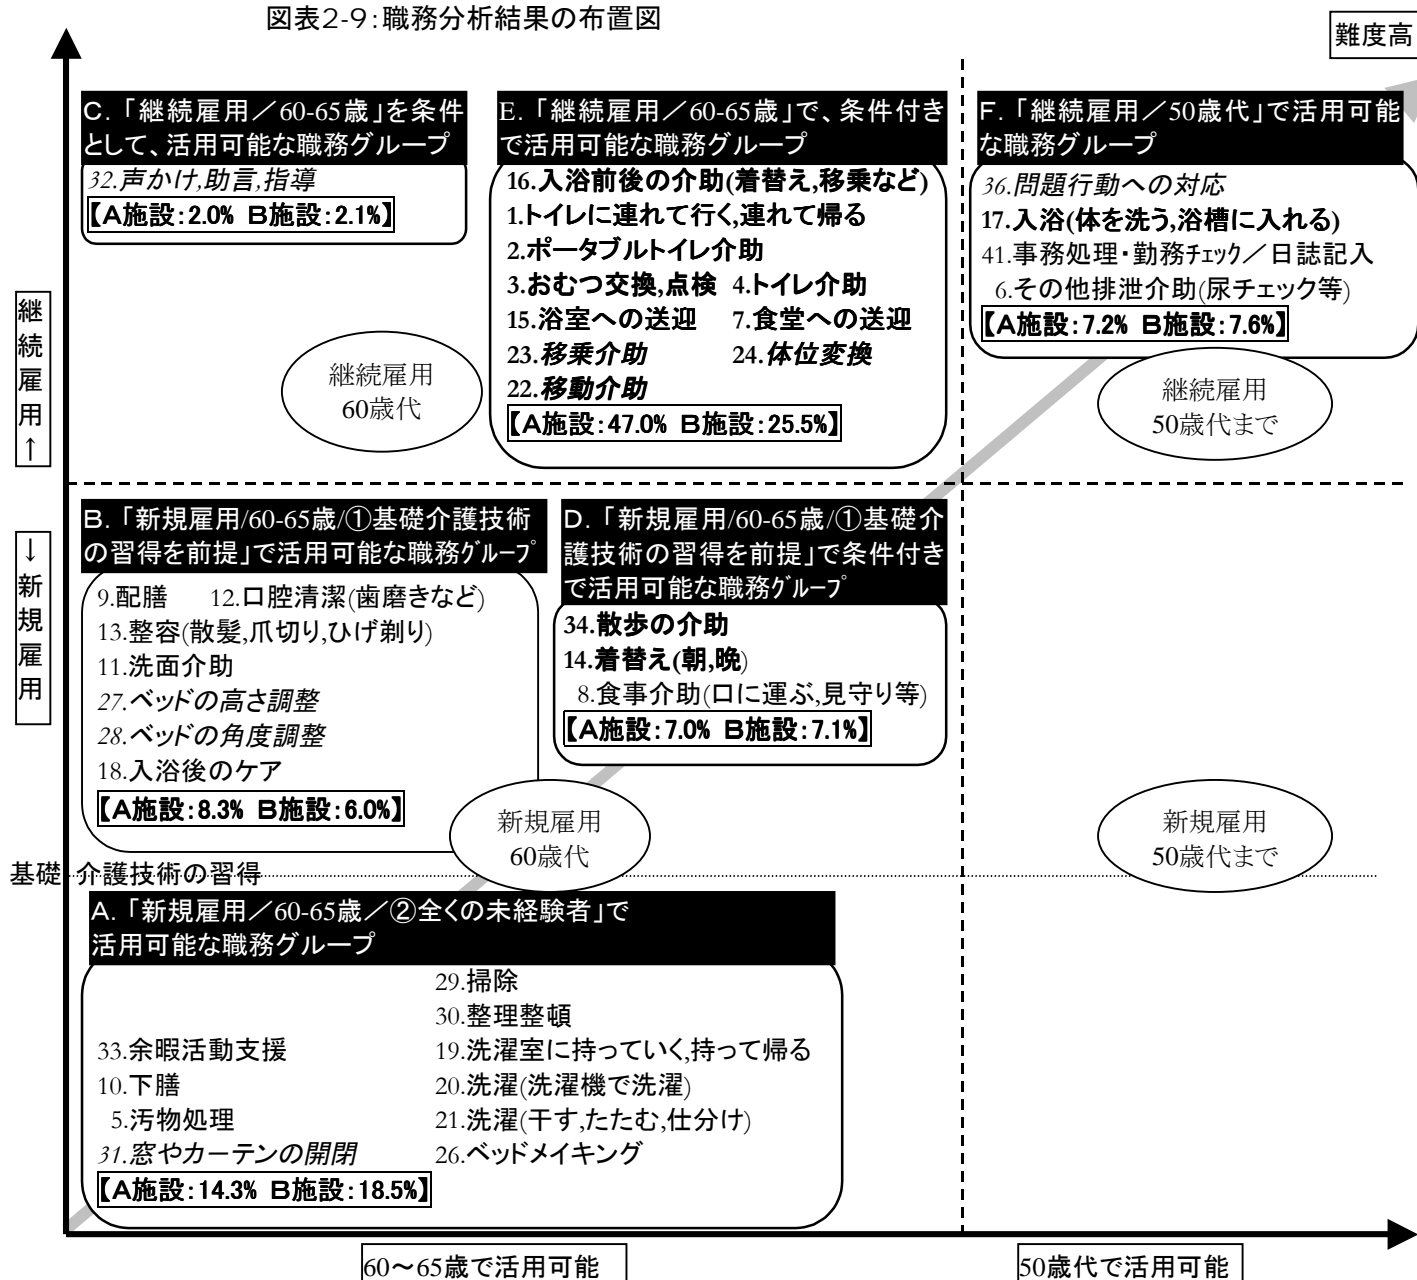 図表2-9：職務分析結果の布置図
難度高
C．「継続雇用／60-65歳」を条件
として、活用可能な職務グループ
32.声かけ,助言,指導
【A施設：2.0% B施設：2.1%】
E．「継続雇用／60-65歳」で、条件付き
で活用可能な職務グループ
16.入浴前後の介助(着替え,移乗など)
1.トイレに連れて行く,連れて帰る
2.ポータブルトイレ介助
3.おむつ交換,点検 4.トイレ介助
15.浴室への送迎 7.食堂への送迎
23.移乗介助 24.体位変換
22.移動介助
【A施設：47.0% B施設：25.5%】
F．「継続雇用／50歳代」で活用可能
な職務グループ
36.問題行動への対応
17.入浴(体を洗う,浴槽に入れる)
41.事務処理・勤務ﾁｪｯｸ／日誌記入
6.その他排泄介助(尿チェック等)
【A施設：7.2% B施設：7.6%】
継続雇用↑
継続雇用
60歳代
継続雇用
50歳代まで
↓新規雇用
B．「新規雇用/60-65歳/①基礎介護技術
の習得を前提」で活用可能な職務ｸﾞﾙｰﾌﾟ
9.配膳 12.口腔清潔(歯磨きなど)
13.整容(散髪,爪切り,ひげ剃り)
11.洗面介助
27.ベッドの高さ調整
28.ベッドの角度調整
18.入浴後のケア
【A施設：8.3% B施設：6.0%】
D．「新規雇用/60-65歳/①基礎介
護技術の習得を前提」で条件付き
で活用可能な職務ｸﾞﾙｰﾌﾟ
34.散歩の介助
14.着替え(朝,晩)
8.食事介助(口に運ぶ,見守り等)
【A施設：7.0% B施設：7.1%】
新規雇用
60歳代
新規雇用
50歳代まで
基礎介護技術の習得
A．「新規雇用／60-65歳／②全くの未経験者」で
活用可能な職務グループ
29.掃除
30.整理整頓
33.余暇活動支援 19.洗濯室に持っていく,持って帰る
10.下膳 20.洗濯(洗濯機で洗濯)
5.汚物処理 21.洗濯(干す,たたむ,仕分け)
31.窓やカーテンの開閉 26.ベッドメイキング
【A施設：14.3% B施設：18.5%】
60～65歳で活用可能
50歳代で活用可能